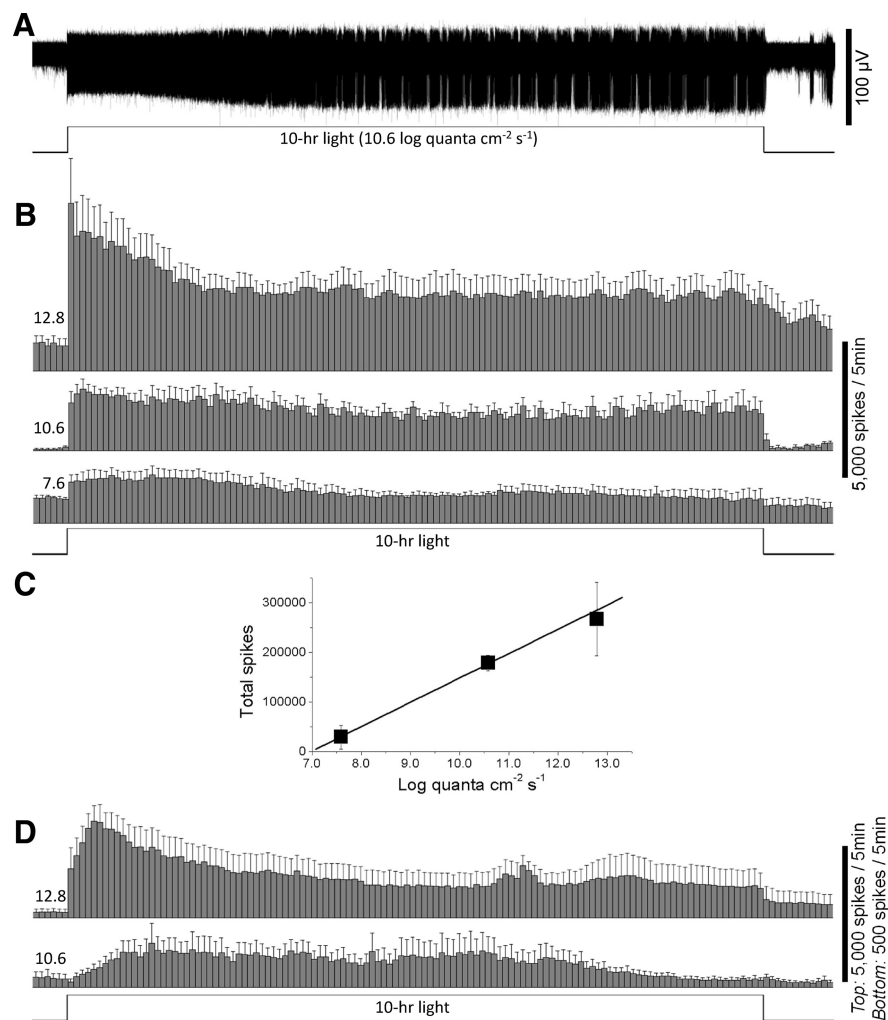 A
100 µV
10-hr light (10.6 log quanta cm⁻² s⁻¹)
B
12.8
10.6
7.6
5,000 spikes / 5min
10-hr light
C
300000
200000
100000
0
Total spikes
7.0 8.0 9.0 10.0 11.0 12.0 13.0
Log quanta cm⁻² s⁻¹
D
12.8
10.6
Top: 5,000 spikes / 5min
Bottom: 500 spikes / 5min
10-hr light